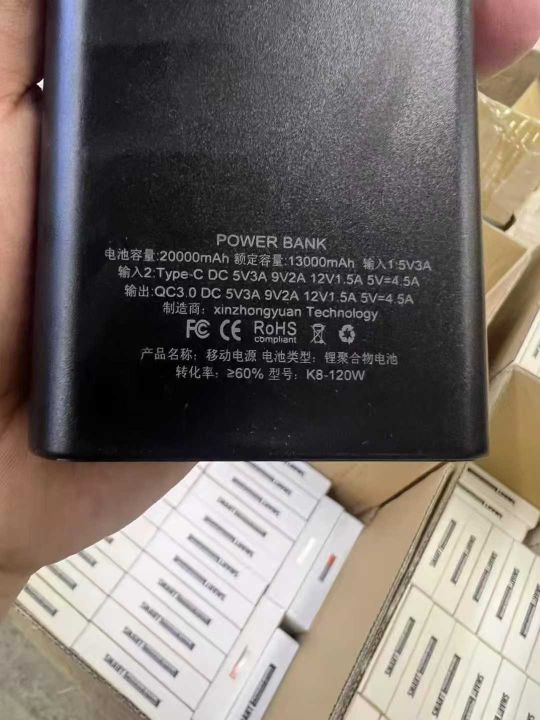 POWER BANK
电池容量:20000mAh 额定容量:13000mAh 输入1:5V3A
输入2:Type-C DC 5V3A 9V2A 12V1.5A 5V=4.5A
输出:QC3.0 DC 5V3A 9V2A 12V1.5A 5V=4.5A
制造商: xinzhongyuan Technology
FC CE RoHS
compliant
产品名称: 移动电源 电池类型: 锂聚合物电池
转化率: ≥60% 型号: K8-120W